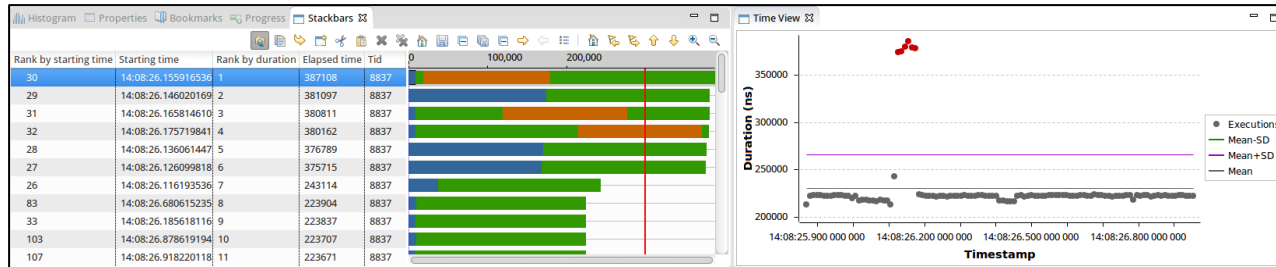 Histogram Properties Bookmarks Progress Stackbars
Rank by starting time Starting time Rank by duration Elapsed time Tid 0 100,000 200,000
30 14:08:26.155916536 1 387108 8837
29 14:08:26.146020169 2 381097 8837
31 14:08:26.165814610 3 380811 8837
32 14:08:26.175719841 4 380162 8837
28 14:08:26.136061447 5 376789 8837
27 14:08:26.126099818 6 375715 8837
26 14:08:26.116193536 7 243114 8837
83 14:08:26.680615235 8 223904 8837
33 14:08:26.185618116 9 223837 8837
103 14:08:26.878619194 10 223707 8837
107 14:08:26.918220118 11 223671 8837
Time View
Duration (ns)
350000
300000
250000
200000
14:08:25.900 000 000 14:08:26.200 000 000 14:08:26.500 000 000 14:08:26.800 000 000
Timestamp
Executions
Mean-SD
Mean+SD
Mean